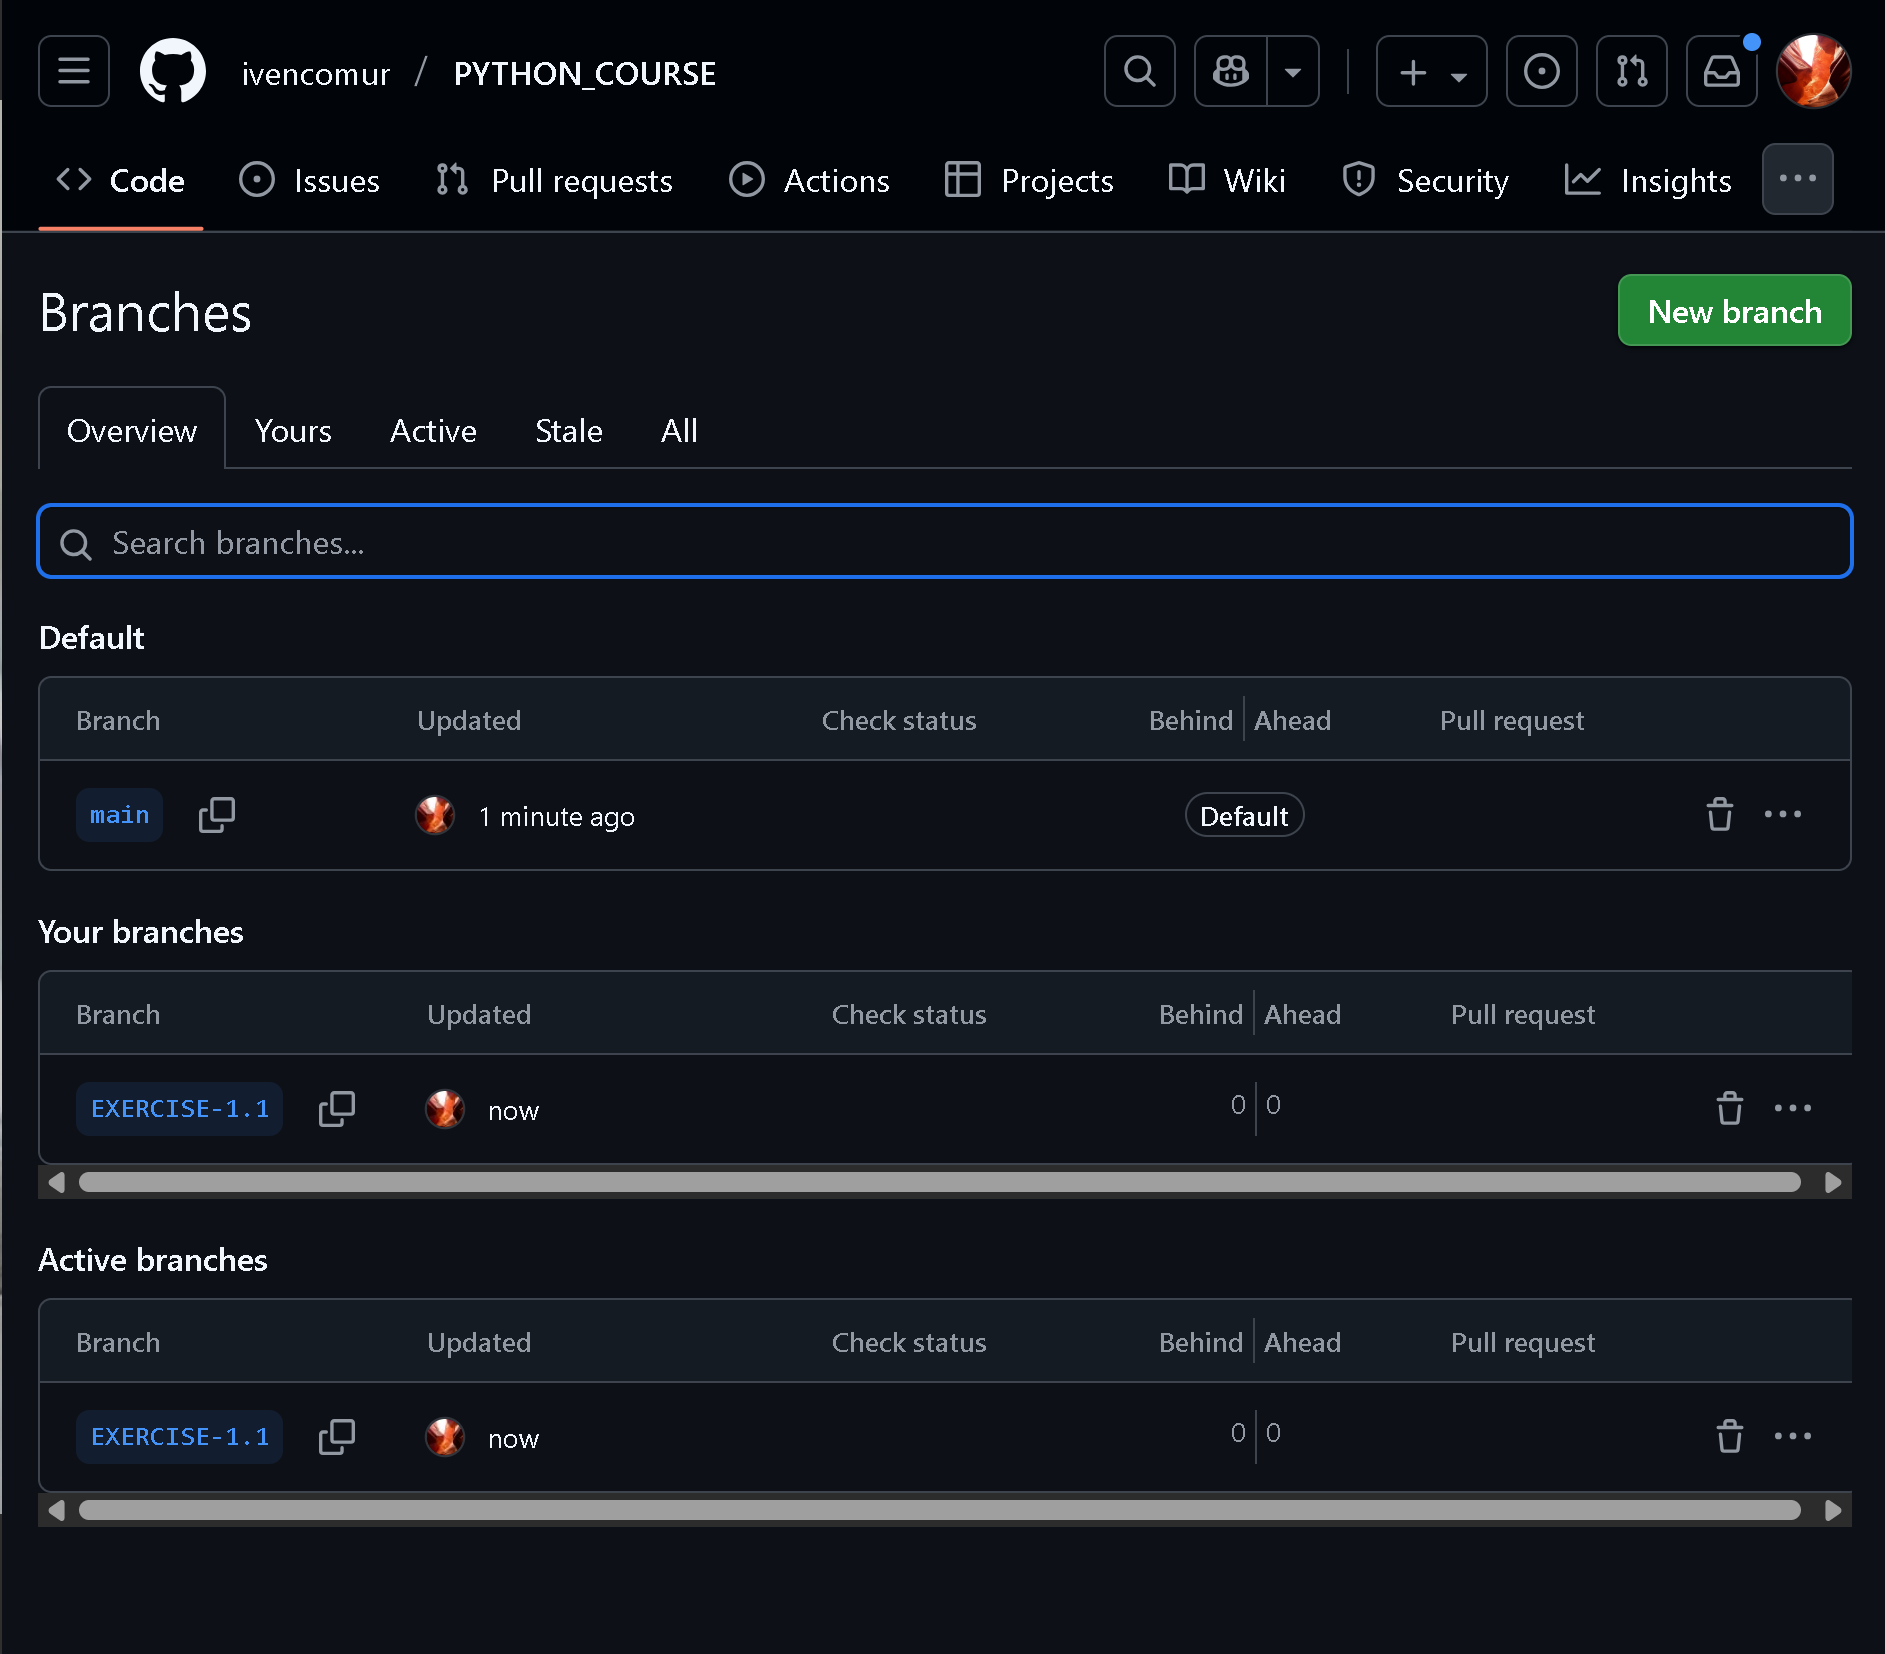 ivencomur / PYTHON_COURSE
Code Issues Pull requests Actions Projects Wiki Security Insights
Branches
New branch
Overview Yours Active Stale All
Search branches...
Default
Branch Updated Check status Behind Ahead Pull request
main 1 minute ago Default
Your branches
Branch Updated Check status Behind Ahead Pull request
EXERCISE-1.1 now 0 0
Active branches
Branch Updated Check status Behind Ahead Pull request
EXERCISE-1.1 now 0 0